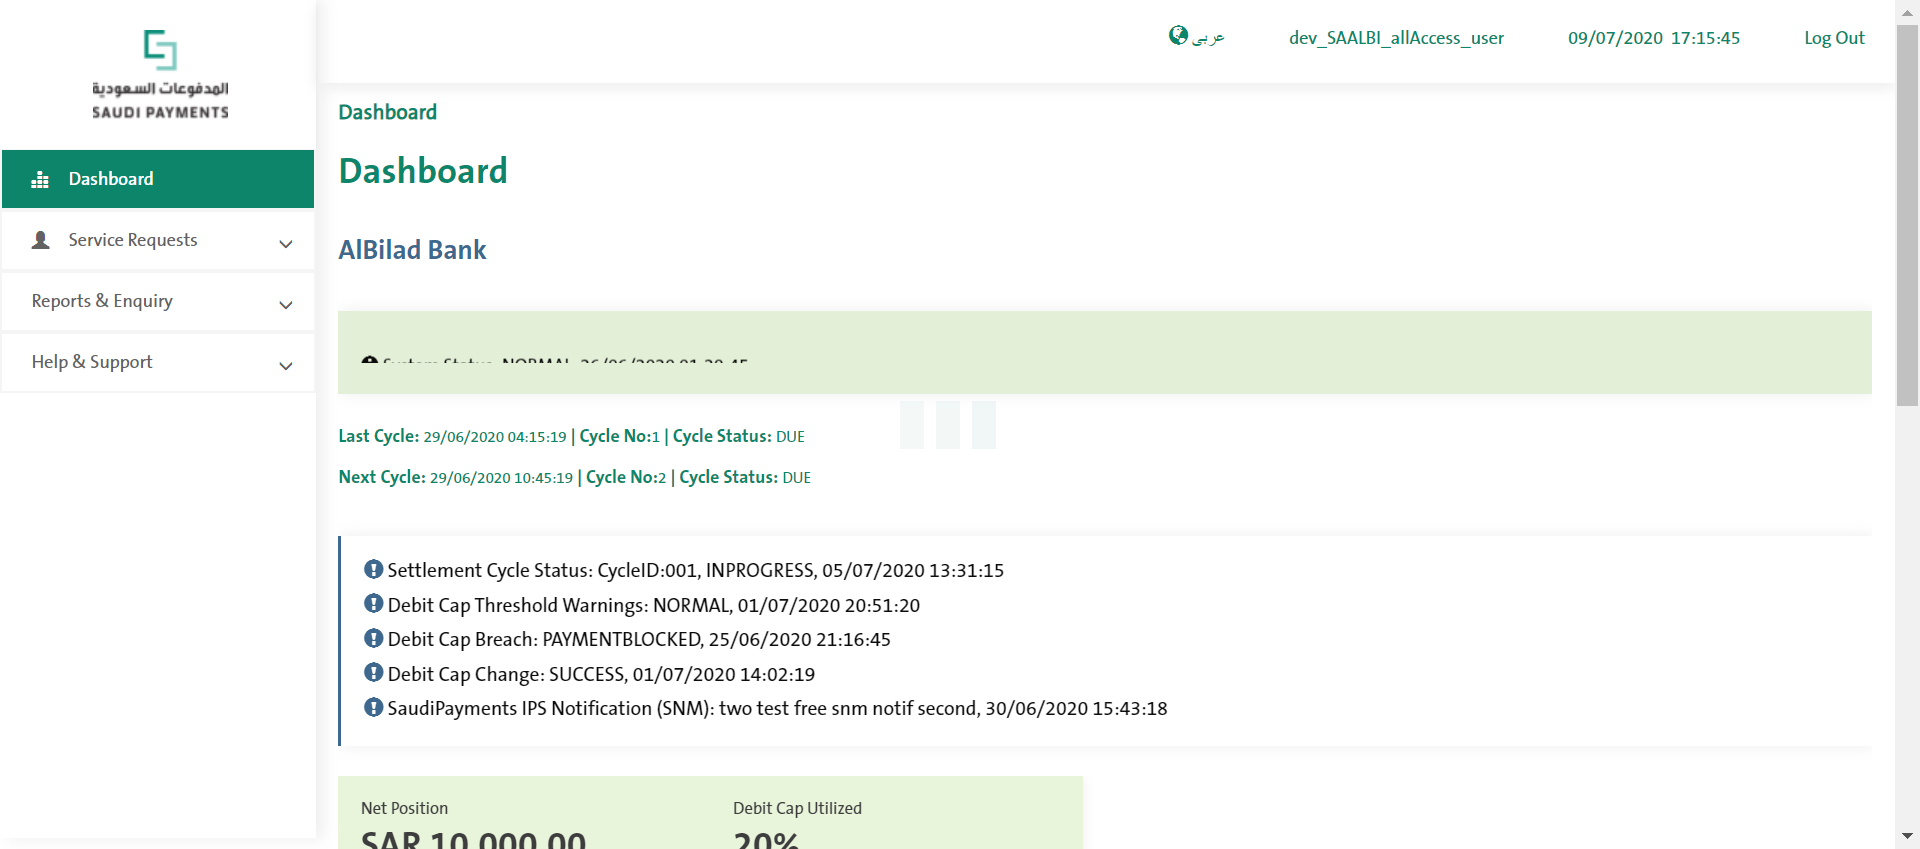 المدفوعات السعودية
SAUDI PAYMENTS
عربى
dev_SAALBI_allAccess_user
09/07/2020 17:15:45
Log Out
Dashboard
Service Requests
Reports & Enquiry
Help & Support
Dashboard
Dashboard
AlBilad Bank
System Status, NORMAL, 26/06/2020 01:20:45
Last Cycle: 29/06/2020 04:15:19 | Cycle No:1 | Cycle Status: DUE
Next Cycle: 29/06/2020 10:45:19 | Cycle No:2 | Cycle Status: DUE
Settlement Cycle Status: CycleID:001, INPROGRESS, 05/07/2020 13:31:15
Debit Cap Threshold Warnings: NORMAL, 01/07/2020 20:51:20
Debit Cap Breach: PAYMENTBLOCKED, 25/06/2020 21:16:45
Debit Cap Change: SUCCESS, 01/07/2020 14:02:19
SaudiPayments IPS Notification (SNM): two test free snm notif second, 30/06/2020 15:43:18
Net Position
SAR 10,000.00
Debit Cap Utilized
20%